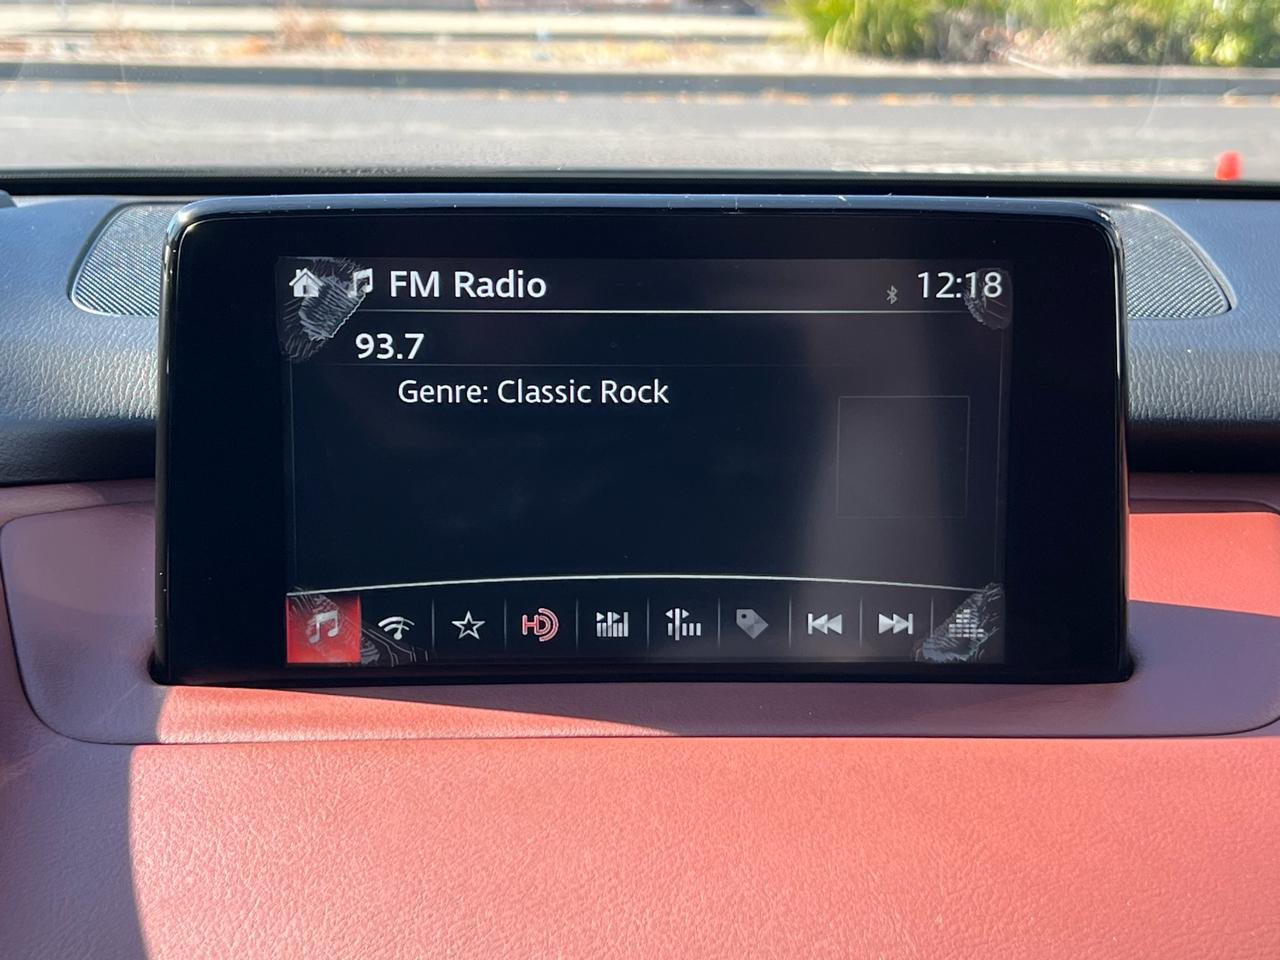 FM Radio 12:18
93.7
Genre: Classic Rock
HD